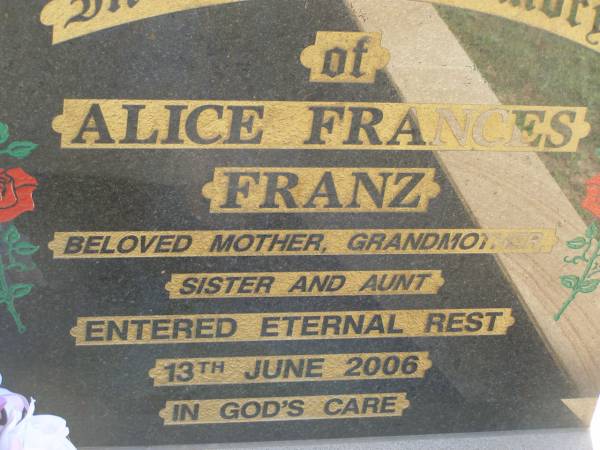 In
of
ALICE FRANCES
FRANZ
BELOVED MOTHER, GRANDMOTHER
SISTER AND AUNT
ENTERED ETERNAL REST
13TH JUNE 2006
IN GOD'S CARE